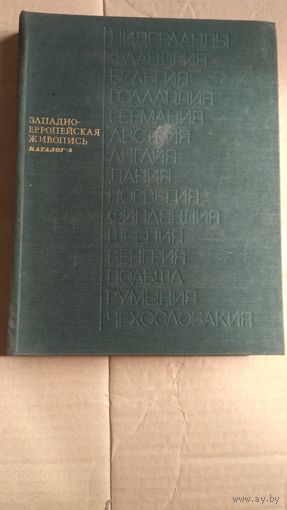 НИДЕРЛАНДЫ
ФЛАНДРИЯ
БЕЛЬГИЯ
ГОЛЛАНДИЯ
ГЕРМАНИЯ
АВСТРИЯ
АНГЛИЯ
ДАНИЯ
НОРВЕГИЯ
ФИНЛЯНДИЯ
ШВЕЦИЯ
ВЕНГРИЯ
ПОЛЬША
РУМЫНИЯ
ЧЕХОСЛОВАКИЯ
ЗАПАДНО-
ЕВРОПЕЙСКАЯ
ЖИВОПИСЬ
КАТАЛОГ·2
ay.by